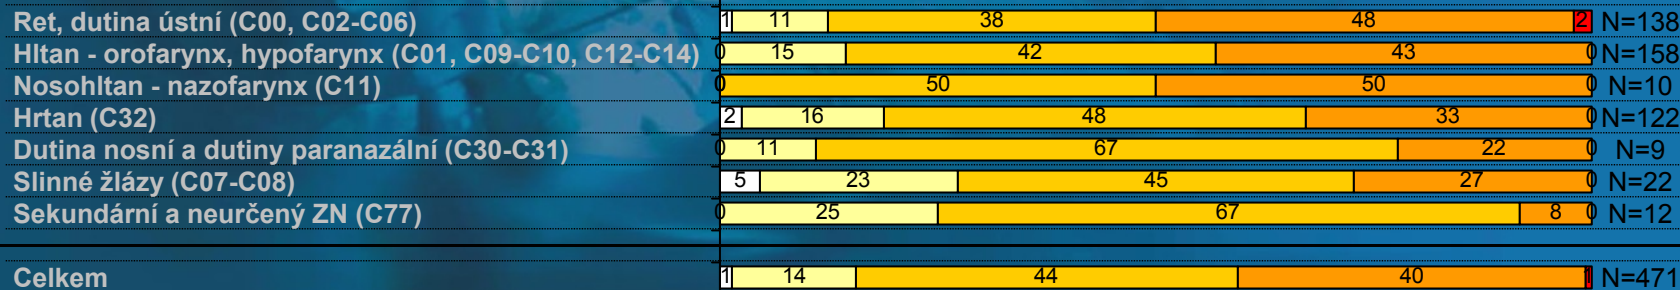 Ret, dutina ústní (C00, C02-C06) 1 11 38 48 2 N=138
Hltan - orofarynx, hypofarynx (C01, C09-C10, C12-C14) 0 15 42 43 0 N=158
Nosohltan - nazofarynx (C11) 0 50 50 0 N=10
Hrtan (C32) 2 16 48 33 0 N=122
Dutina nosní a dutiny paranazální (C30-C31) 0 11 67 22 0 N=9
Slinné žlázy (C07-C08) 5 23 45 27 0 N=22
Sekundární a neurčený ZN (C77) 0 25 67 8 0 N=12
Celkem 1 14 44 40 1 N=471